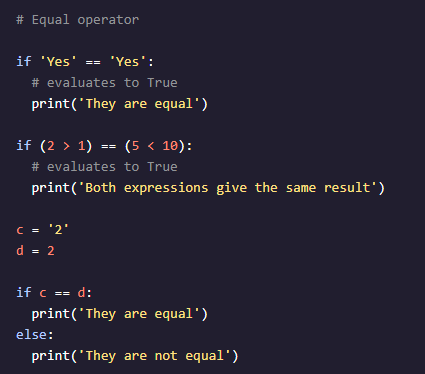 # Equal operator
if 'Yes' == 'Yes':
# evaluates to True
print('They are equal')
if (2 > 1) == (5 < 10):
# evaluates to True
print('Both expressions give the same result')
c = '2'
d = 2
if c == d:
print('They are equal')
else:
print('They are not equal')